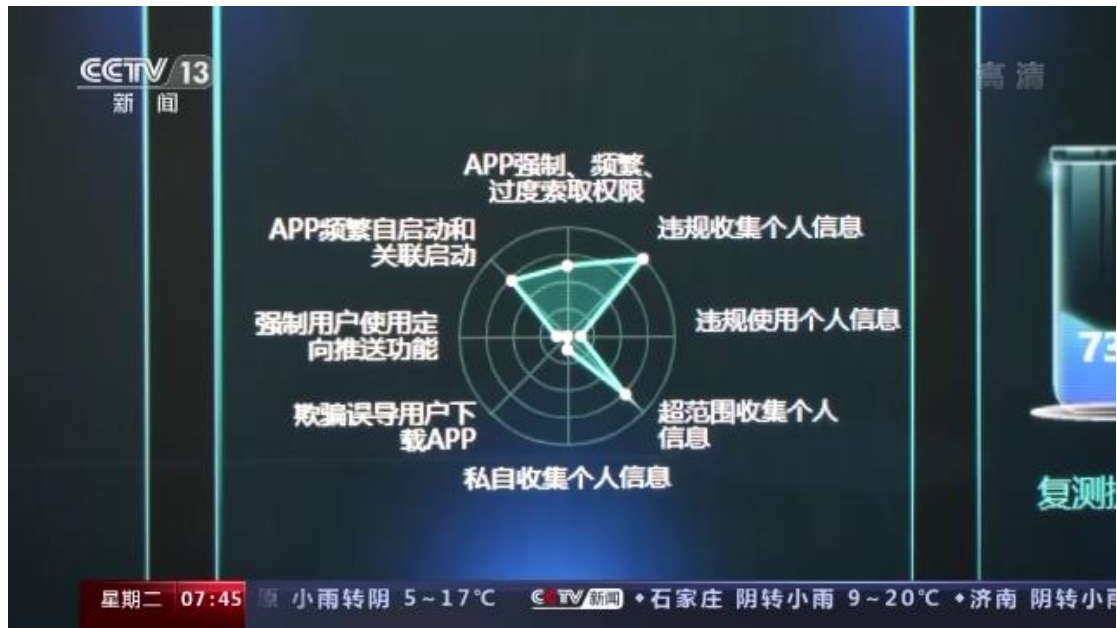 CCTV 13
新闻
高清
APP强制、频繁、
过度索取权限
违规收集个人信息
APP频繁自启动和
关联启动
违规使用个人信息
强制用户使用定
向推送功能
73
超范围收集个人
信息
欺骗误导用户下
载APP
私自收集个人信息
复测
星期二 07:45 原 小雨转阴 5~17℃ CCTV新闻 •石家庄 阴转小雨 9~20℃ •济南 阴转小雨